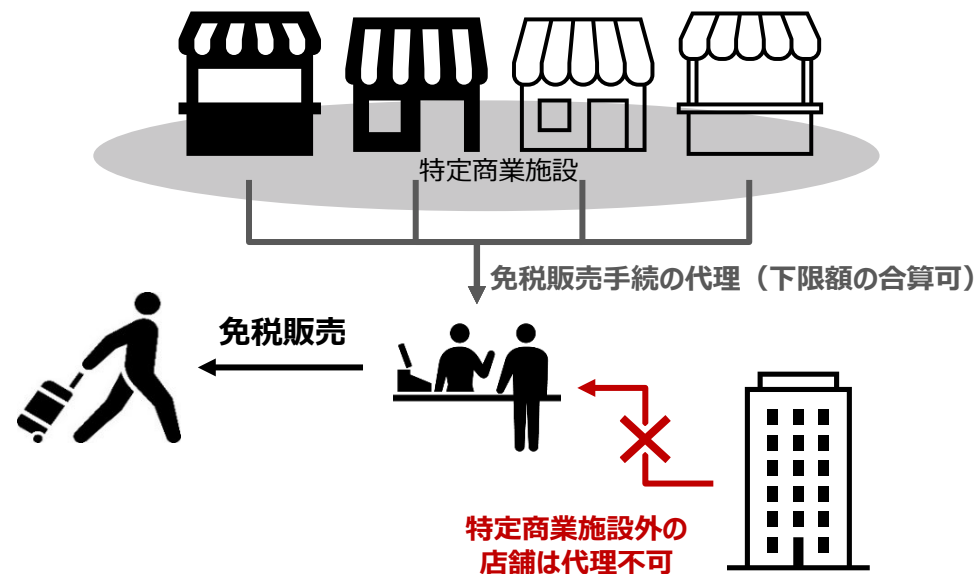 特定商業施設
免税販売手続の代理（下限額の合算可）
免税販売
特定商業施設外の
店舗は代理不可